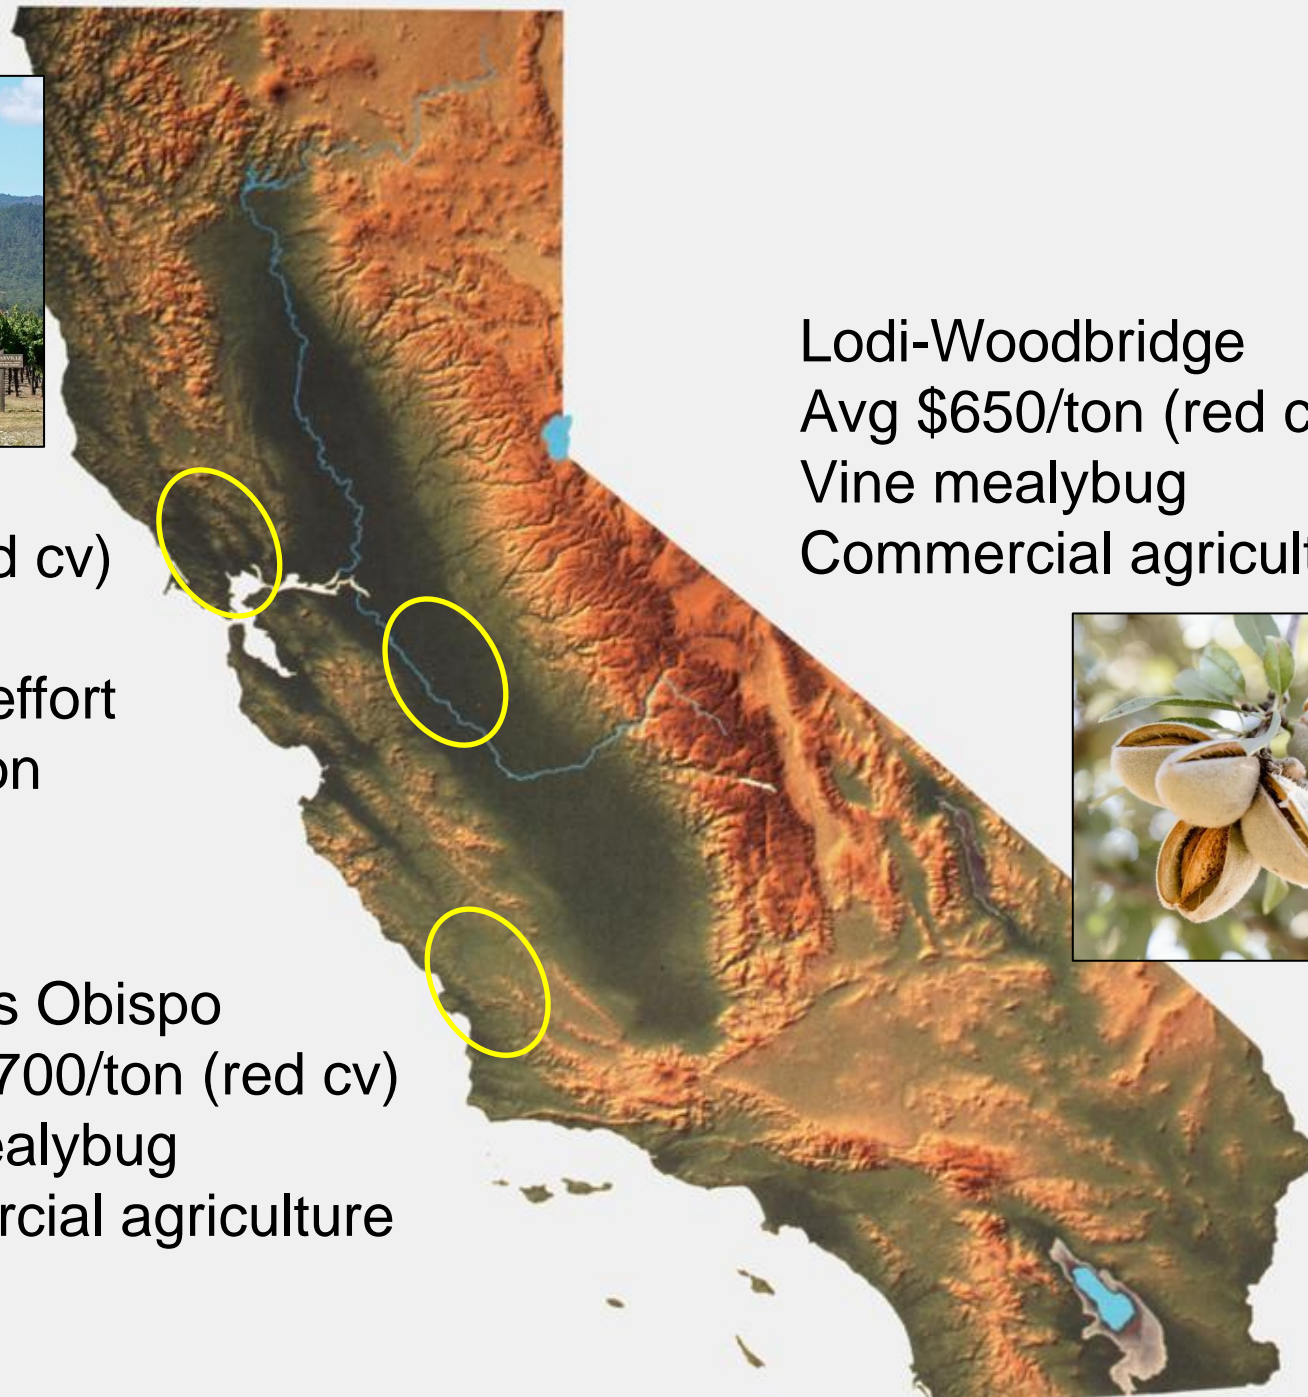 d cv)
effort
on
s Obispo
700/ton (red cv)
ealybug
rcial agriculture
Lodi-Woodbridge
Avg $650/ton (red c
Vine mealybug
Commercial agricult